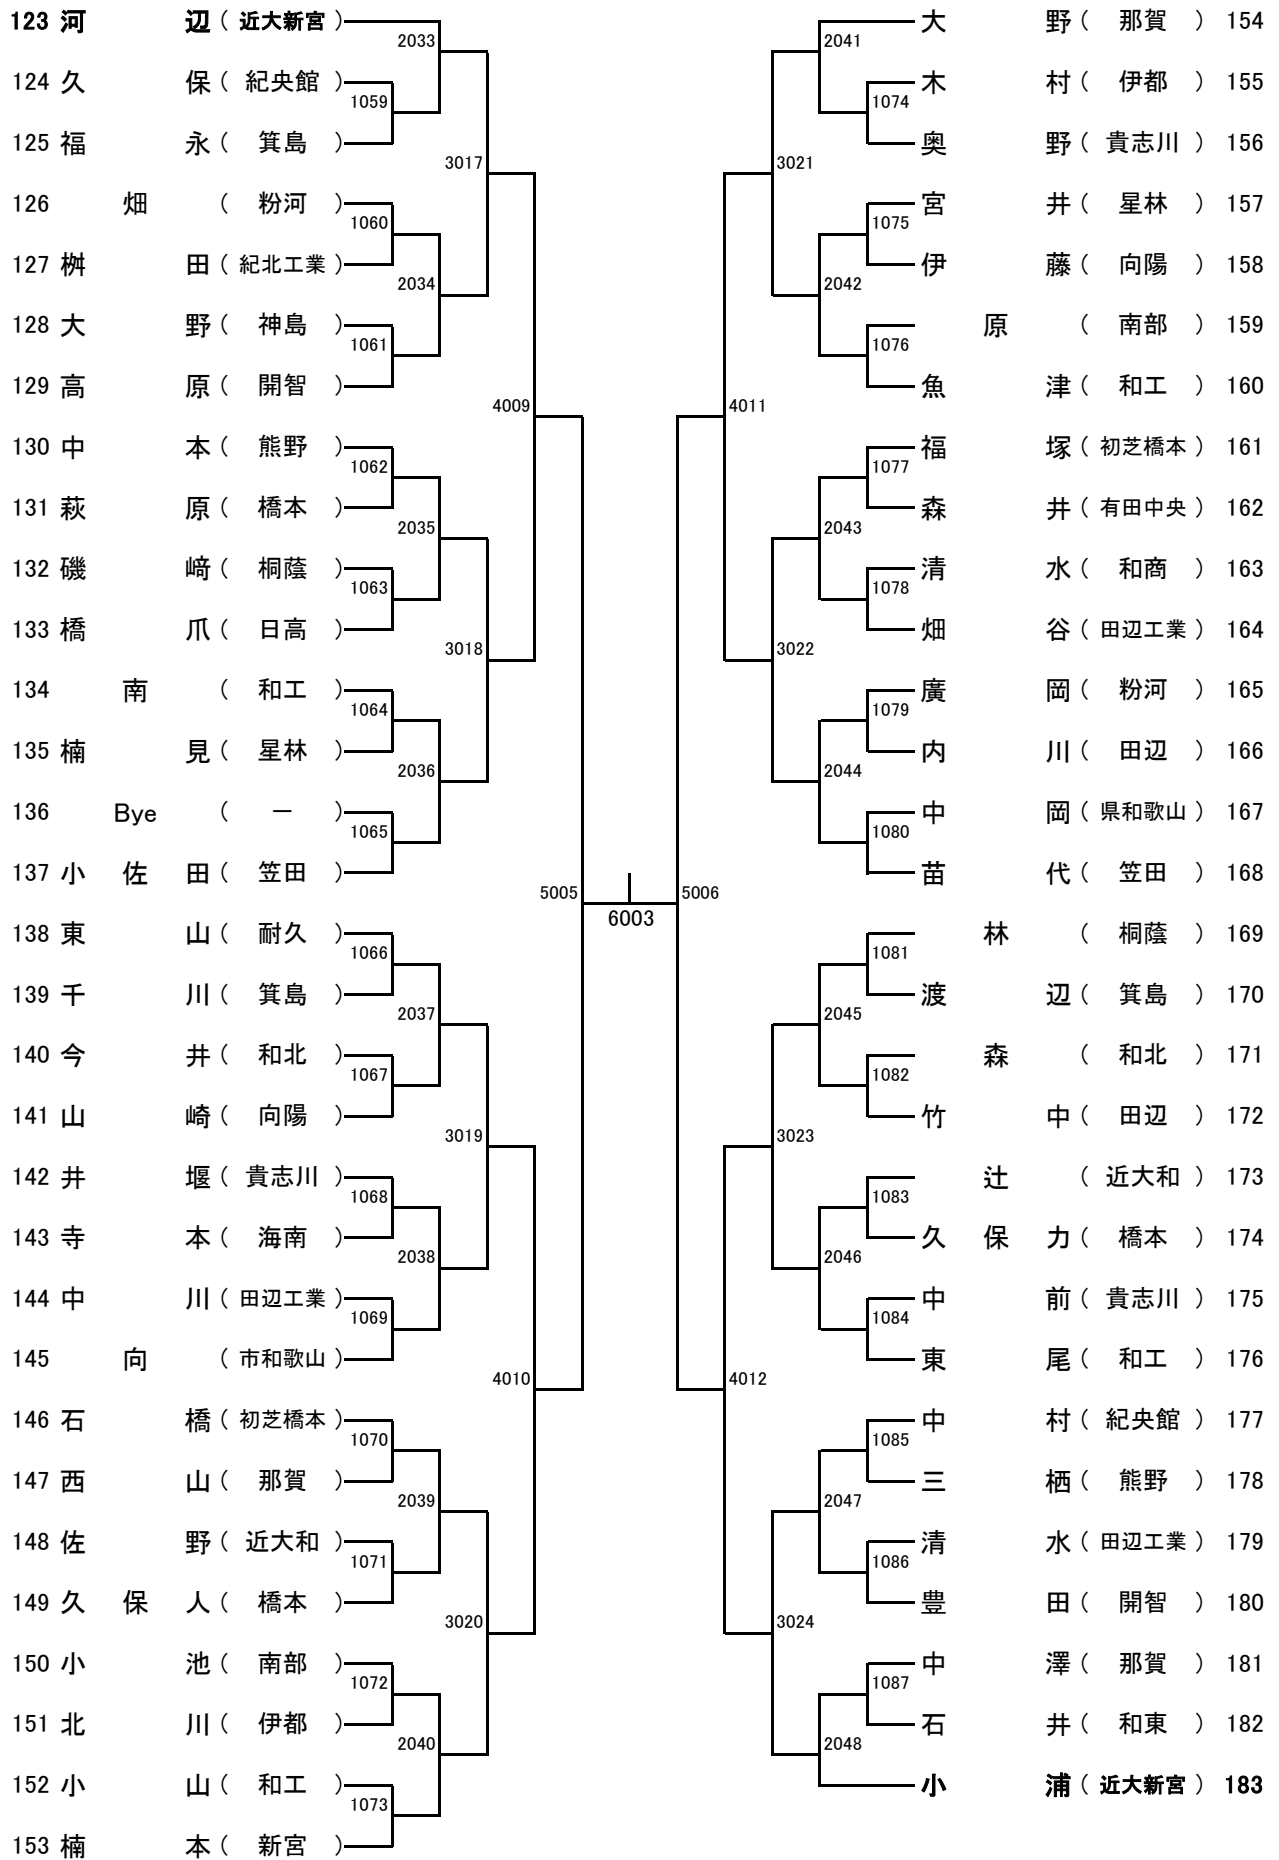 123 河 辺 ( 近大新宮 )
2033
124 久 保 ( 紀央館 )
1059
125 福 永 ( 箕島 )
3017
126 畑 ( 粉河 )
1060
127 桝 田 ( 紀北工業 )
2034
128 大 野 ( 神島 )
1061
129 高 原 ( 開智 )
4009
130 中 本 ( 熊野 )
1062
131 萩 原 ( 橋本 )
2035
132 磯 﨑 ( 桐蔭 )
1063
133 橋 爪 ( 日高 )
3018
134 南 ( 和工 )
1064
135 楠 見 ( 星林 )
2036
136 Bye ( － )
1065
137 小 佐 田 ( 笠田 )
5005
138 東 山 ( 耐久 )
1066
139 千 川 ( 箕島 )
2037
140 今 井 ( 和北 )
1067
141 山 崎 ( 向陽 )
3019
142 井 堰 ( 貴志川 )
1068
143 寺 本 ( 海南 )
2038
144 中 川 ( 田辺工業 )
1069
145 向 ( 市和歌山 )
4010
146 石 橋 ( 初芝橋本 )
1070
147 西 山 ( 那賀 )
2039
148 佐 野 ( 近大和 )
1071
149 久 保 人 ( 橋本 )
3020
150 小 池 ( 南部 )
1072
151 北 川 ( 伊都 )
2040
152 小 山 ( 和工 )
1073
153 楠 本 ( 新宮 )
6003
大 野 ( 那賀 ) 154
2041
木 村 ( 伊都 ) 155
1074
奥 野 ( 貴志川 ) 156
3021
宮 井 ( 星林 ) 157
1075
伊 藤 ( 向陽 ) 158
2042
原 ( 南部 ) 159
1076
魚 津 ( 和工 ) 160
4011
福 塚 ( 初芝橋本 ) 161
1077
森 井 ( 有田中央 ) 162
2043
清 水 ( 和商 ) 163
1078
畑 谷 ( 田辺工業 ) 164
3022
廣 岡 ( 粉河 ) 165
1079
内 川 ( 田辺 ) 166
2044
中 岡 ( 県和歌山 ) 167
1080
苗 代 ( 笠田 ) 168
5006
林 ( 桐蔭 ) 169
1081
渡 辺 ( 箕島 ) 170
2045
森 ( 和北 ) 171
1082
竹 中 ( 田辺 ) 172
3023
辻 ( 近大和 ) 173
1083
久 保 力 ( 橋本 ) 174
2046
中 前 ( 貴志川 ) 175
1084
東 尾 ( 和工 ) 176
4012
中 村 ( 紀央館 ) 177
1085
三 栖 ( 熊野 ) 178
2047
清 水 ( 田辺工業 ) 179
1086
豊 田 ( 開智 ) 180
3024
中 澤 ( 那賀 ) 181
1087
石 井 ( 和東 ) 182
2048
小 浦 ( 近大新宮 ) 183